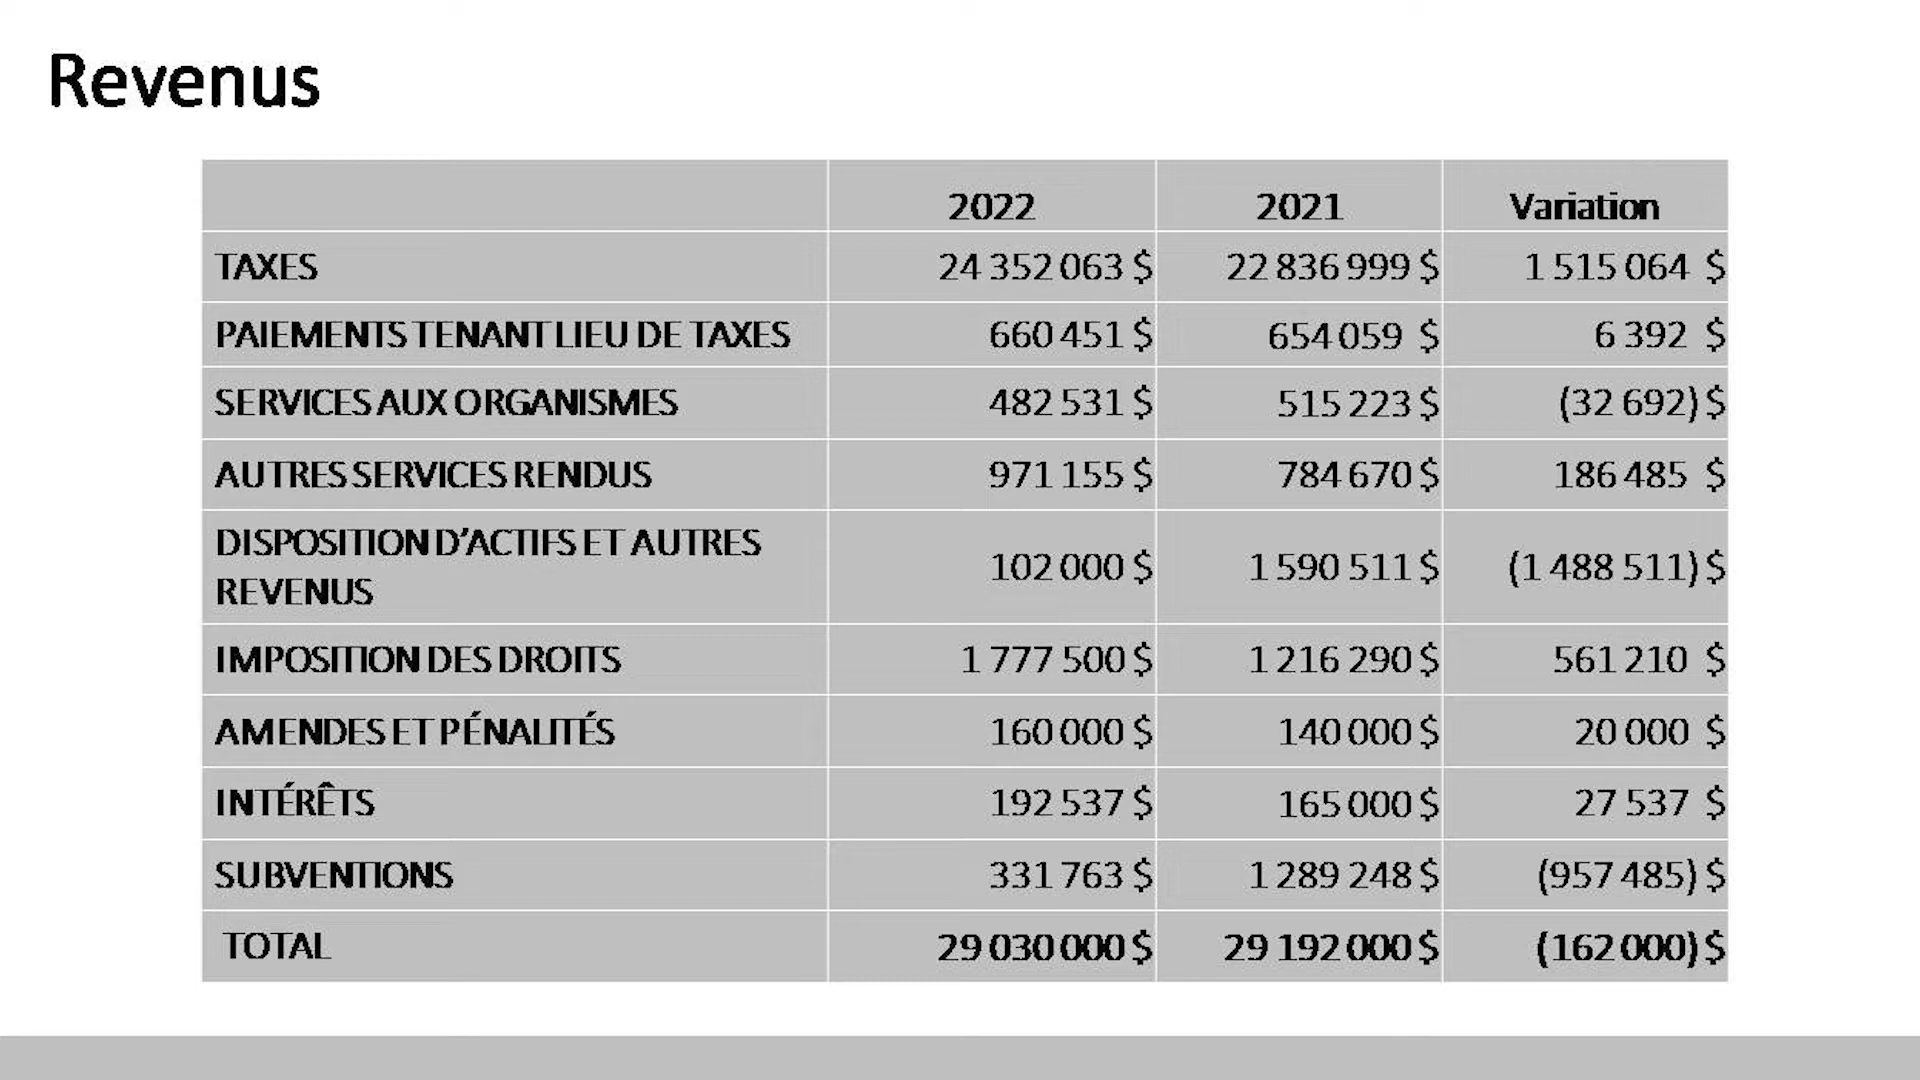 Revenus
2022 2021 Variation
TAXES 24 352 063 $ 22 836 999 $ 1 515 064 $
PAIEMENTS TENANT LIEU DE TAXES 660 451 $ 654 059 $ 6 392 $
SERVICES AUX ORGANISMES 482 531 $ 515 223 $ (32 692) $
AUTRES SERVICES RENDUS 971 155 $ 784 670 $ 186 485 $
DISPOSITION D'ACTIFS ET AUTRES
REVENUS 102 000 $ 1 590 511 $ (1 488 511) $
IMPOSITION DES DROITS 1 777 500 $ 1 216 290 $ 561 210 $
AMENDES ET PÉNALITÉS 160 000 $ 140 000 $ 20 000 $
INTÉRÊTS 192 537 $ 165 000 $ 27 537 $
SUBVENTIONS 331 763 $ 1 289 248 $ (957 485) $
TOTAL 29 030 000 $ 29 192 000 $ (162 000) $